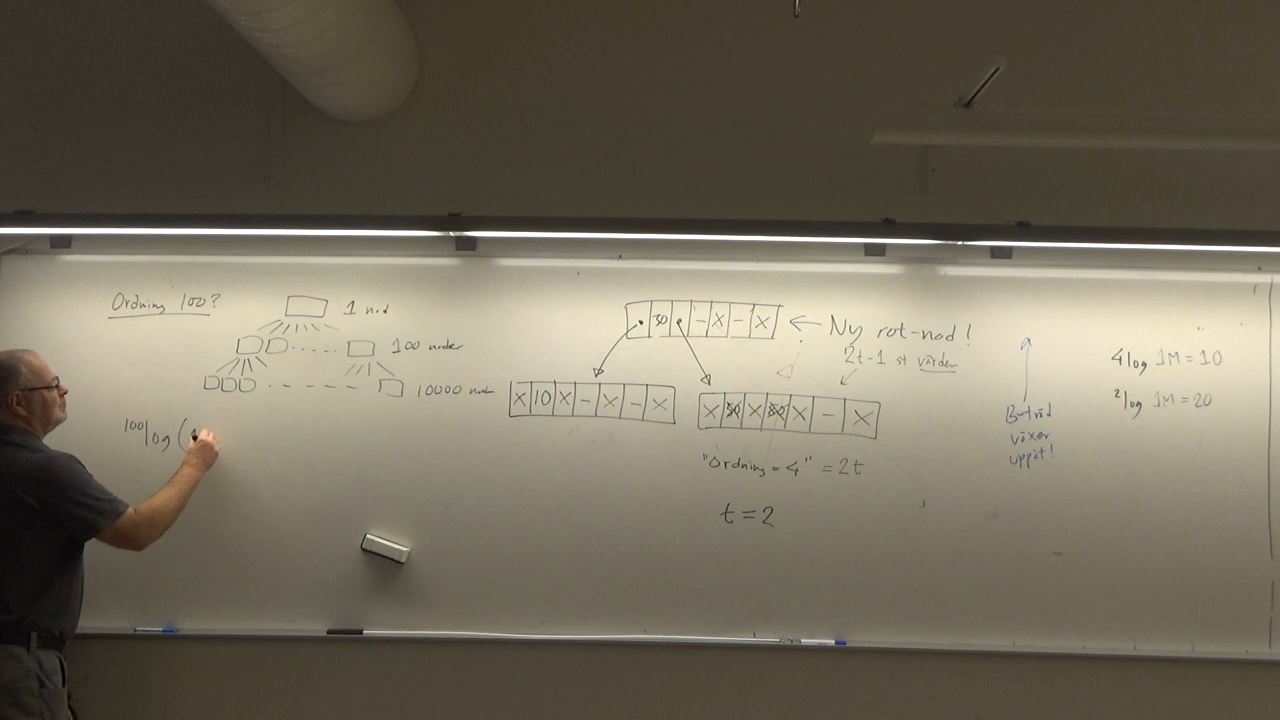 Ordning 100?
1 nod
100 noder
10000 noder
100log (
30 - X - X
Ny rot-nod!
2t-1 st värden
X 10 X - X - X
X 50 X 80 X - X
"Ordning = 4" = 2t
t = 2
B-träd
växer
uppåt!
4log 1M = 10
2log 1M = 20